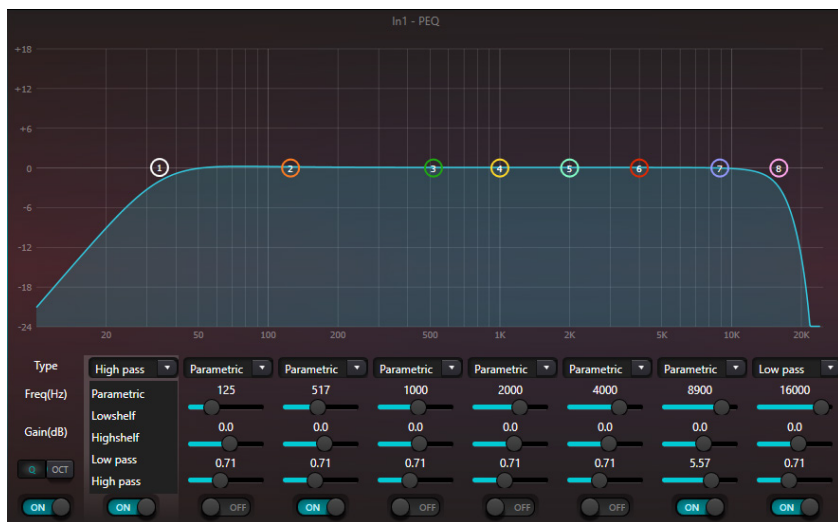 In1 - PEQ
+18
+12
+6
0
-6
-12
-18
-24
1 2 3 4 5 6 7 8
20 50 100 200 500 1K 2K 5K 10K 20K
Type High pass Parametric Parametric Parametric Parametric Parametric Parametric Low pass
Freq(Hz) Parametric 125 517 1000 2000 4000 8900 16000
Lowshelf
Gain(dB) Highshelf 0.0 0.0 0.0 0.0 0.0 0.0 0.0
Low pass
Q OCT High pass 0.71 0.71 0.71 0.71 0.71 5.57 0.71
ON ON OFF ON OFF OFF OFF ON ON